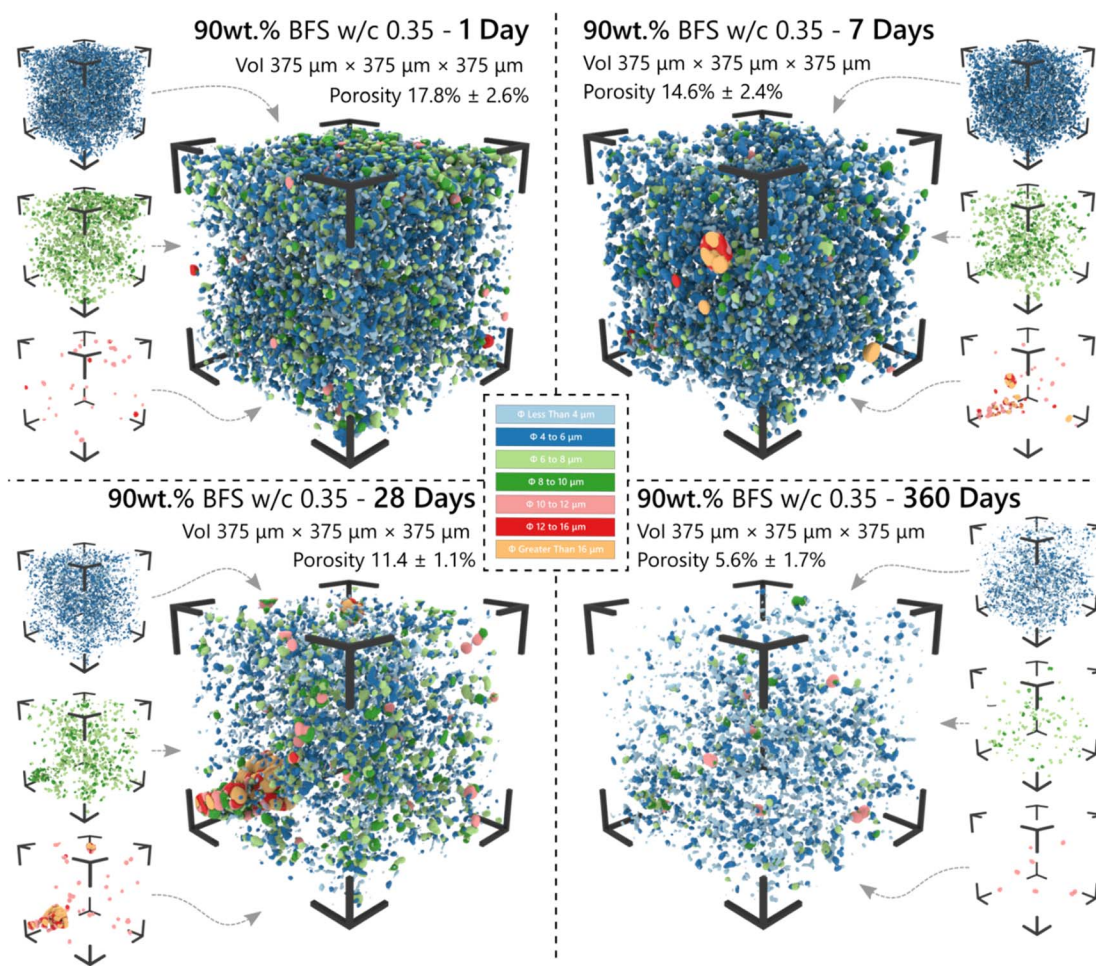 90wt.% BFS w/c 0.35 - 1 Day
Vol 375 µm × 375 µm × 375 µm
Porosity 17.8% ± 2.6%
90wt.% BFS w/c 0.35 - 7 Days
Vol 375 µm × 375 µm × 375 µm
Porosity 14.6% ± 2.4%
Φ Less Than 4 µm
Φ 4 to 6 µm
Φ 6 to 8 µm
Φ 8 to 10 µm
Φ 10 to 12 µm
Φ 12 to 16 µm
Φ Greater Than 16 µm
90wt.% BFS w/c 0.35 - 28 Days
Vol 375 µm × 375 µm × 375 µm
Porosity 11.4 ± 1.1%
90wt.% BFS w/c 0.35 - 360 Days
Vol 375 µm × 375 µm × 375 µm
Porosity 5.6% ± 1.7%